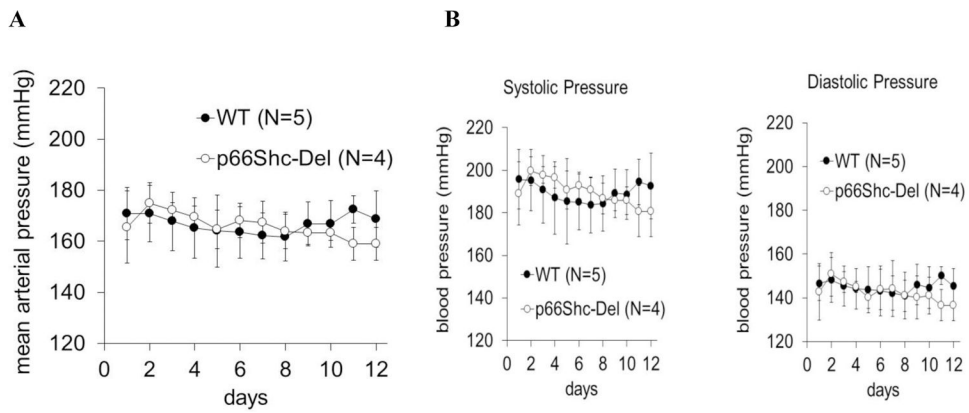 A
B
mean arterial pressure (mmHg)
220
200
180
160
140
120
0
2
4
6
8
10
12
days
WT (N=5)
p66Shc-Del (N=4)
Systolic Pressure
blood pressure (mmHg)
220
200
180
160
140
120
0
2
4
6
8
10
12
days
WT (N=5)
p66Shc-Del (N=4)
Diastolic Pressure
blood pressure (mmHg)
220
200
180
160
140
120
0
2
4
6
8
10
12
days
WT (N=5)
p66Shc-Del (N=4)